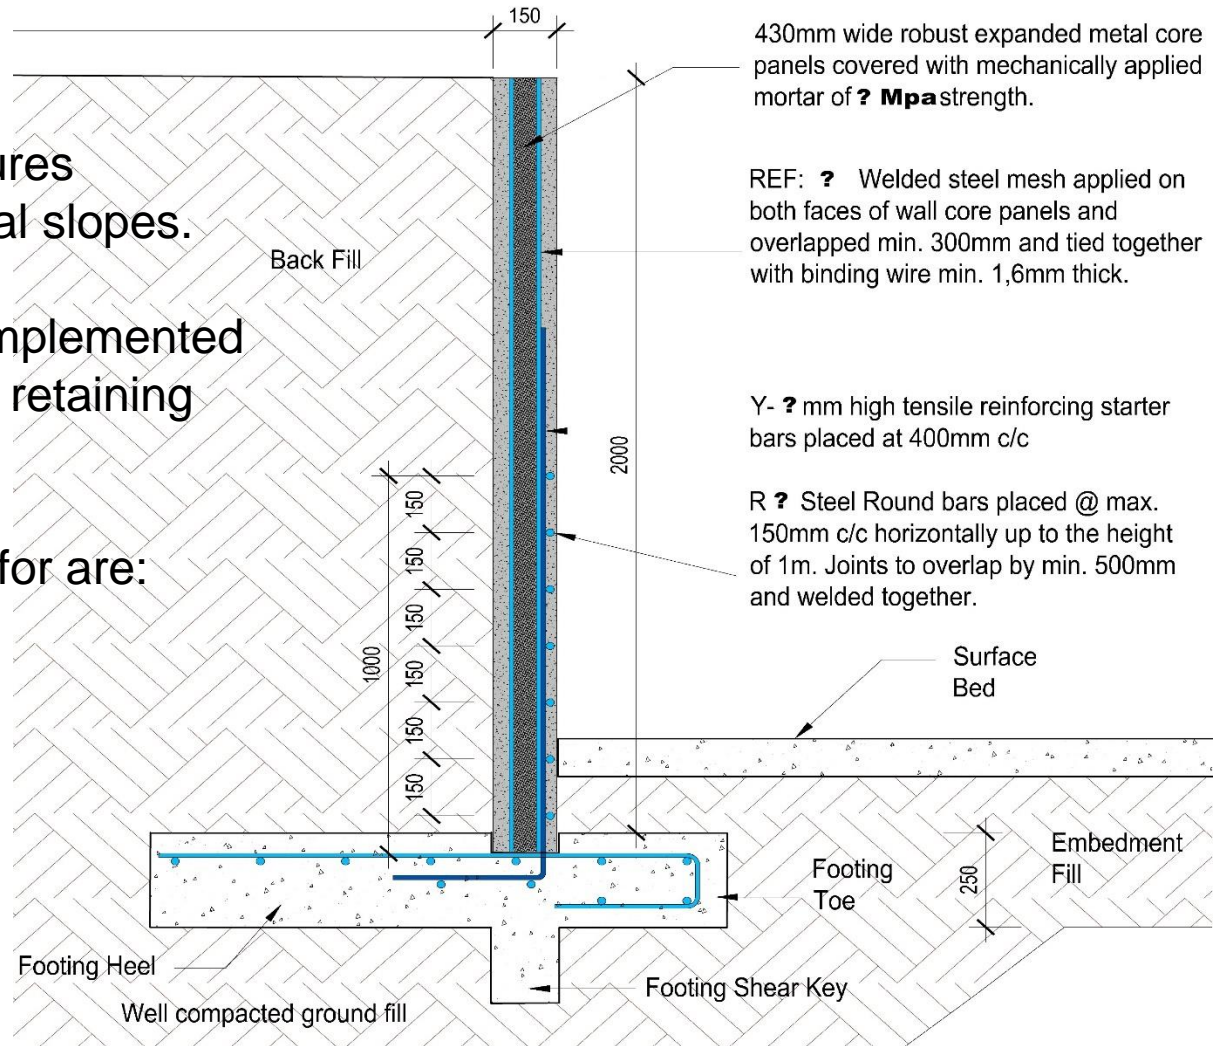 150
430mm wide robust expanded metal core
panels covered with mechanically applied
mortar of ? Mpa strength.
ures
al slopes.
REF: ? Welded steel mesh applied on
both faces of wall core panels and
overlapped min. 300mm and tied together
with binding wire min. 1,6mm thick.
Back Fill
mplemented
retaining
Y- ? mm high tensile reinforcing starter
bars placed at 400mm c/c
2000
R ? Steel Round bars placed @ max.
150mm c/c horizontally up to the height
of 1m. Joints to overlap by min. 500mm
and welded together.
for are:
150
150
150
150
150
150
1000
Surface
Bed
Embedment
Fill
250
Footing
Toe
Footing Heel
Footing Shear Key
Well compacted ground fill